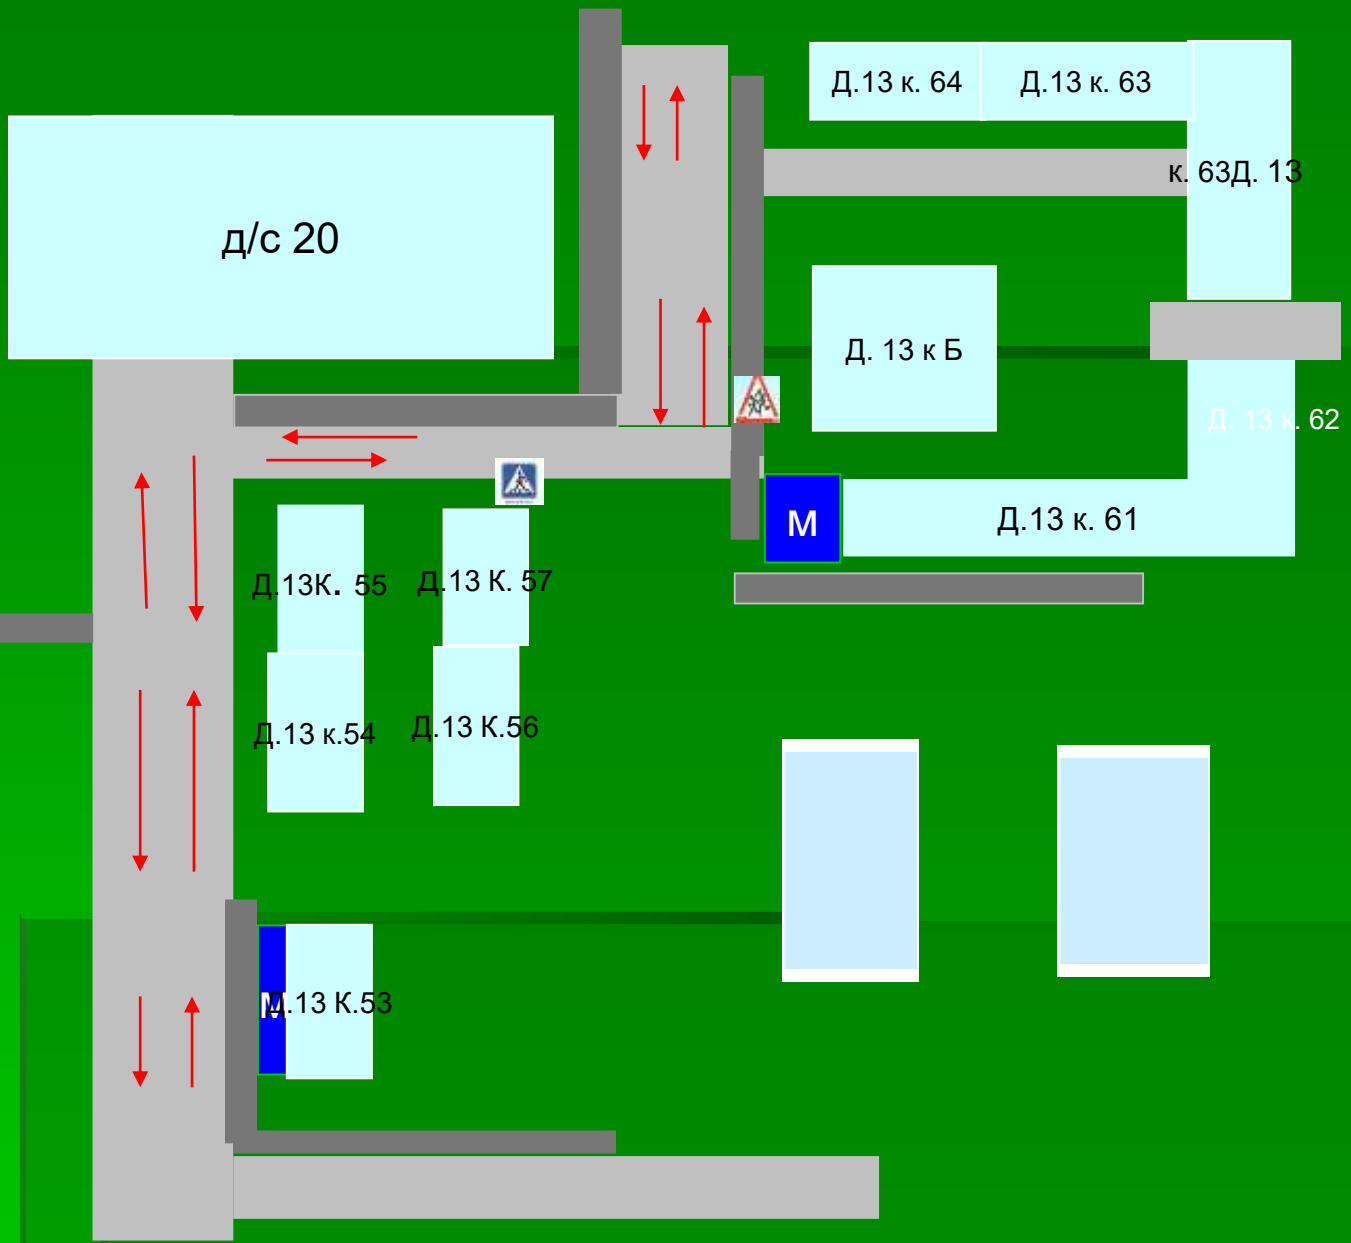 Д.13 к. 64
Д.13 к. 63
к. 63Д. 13
д/с 20
Д. 13 к Б
Д. 13 к. 62
М
Д.13 к. 61
Д.13К. 55
Д.13 К. 57
Д.13 к.54
Д.13 К.56
М
Д.13 К.53